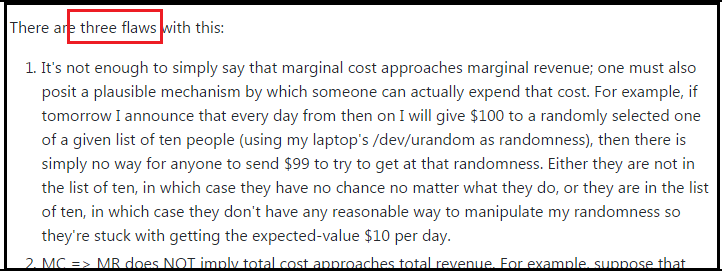 There are three flaws with this:
1. It's not enough to simply say that marginal cost approaches marginal revenue; one must also
posit a plausible mechanism by which someone can actually expend that cost. For example, if
tomorrow I announce that every day from then on I will give $100 to a randomly selected one
of a given list of ten people (using my laptop's /dev/urandom as randomness), then there is
simply no way for anyone to send $99 to try to get at that randomness. Either they are not in
the list of ten, in which case they have no chance no matter what they do, or they are in the list
of ten, in which case they don't have any reasonable way to manipulate my randomness so
they're stuck with getting the expected-value $10 per day.
2. MC => MR does NOT imply total cost approaches total revenue. For example, suppose that